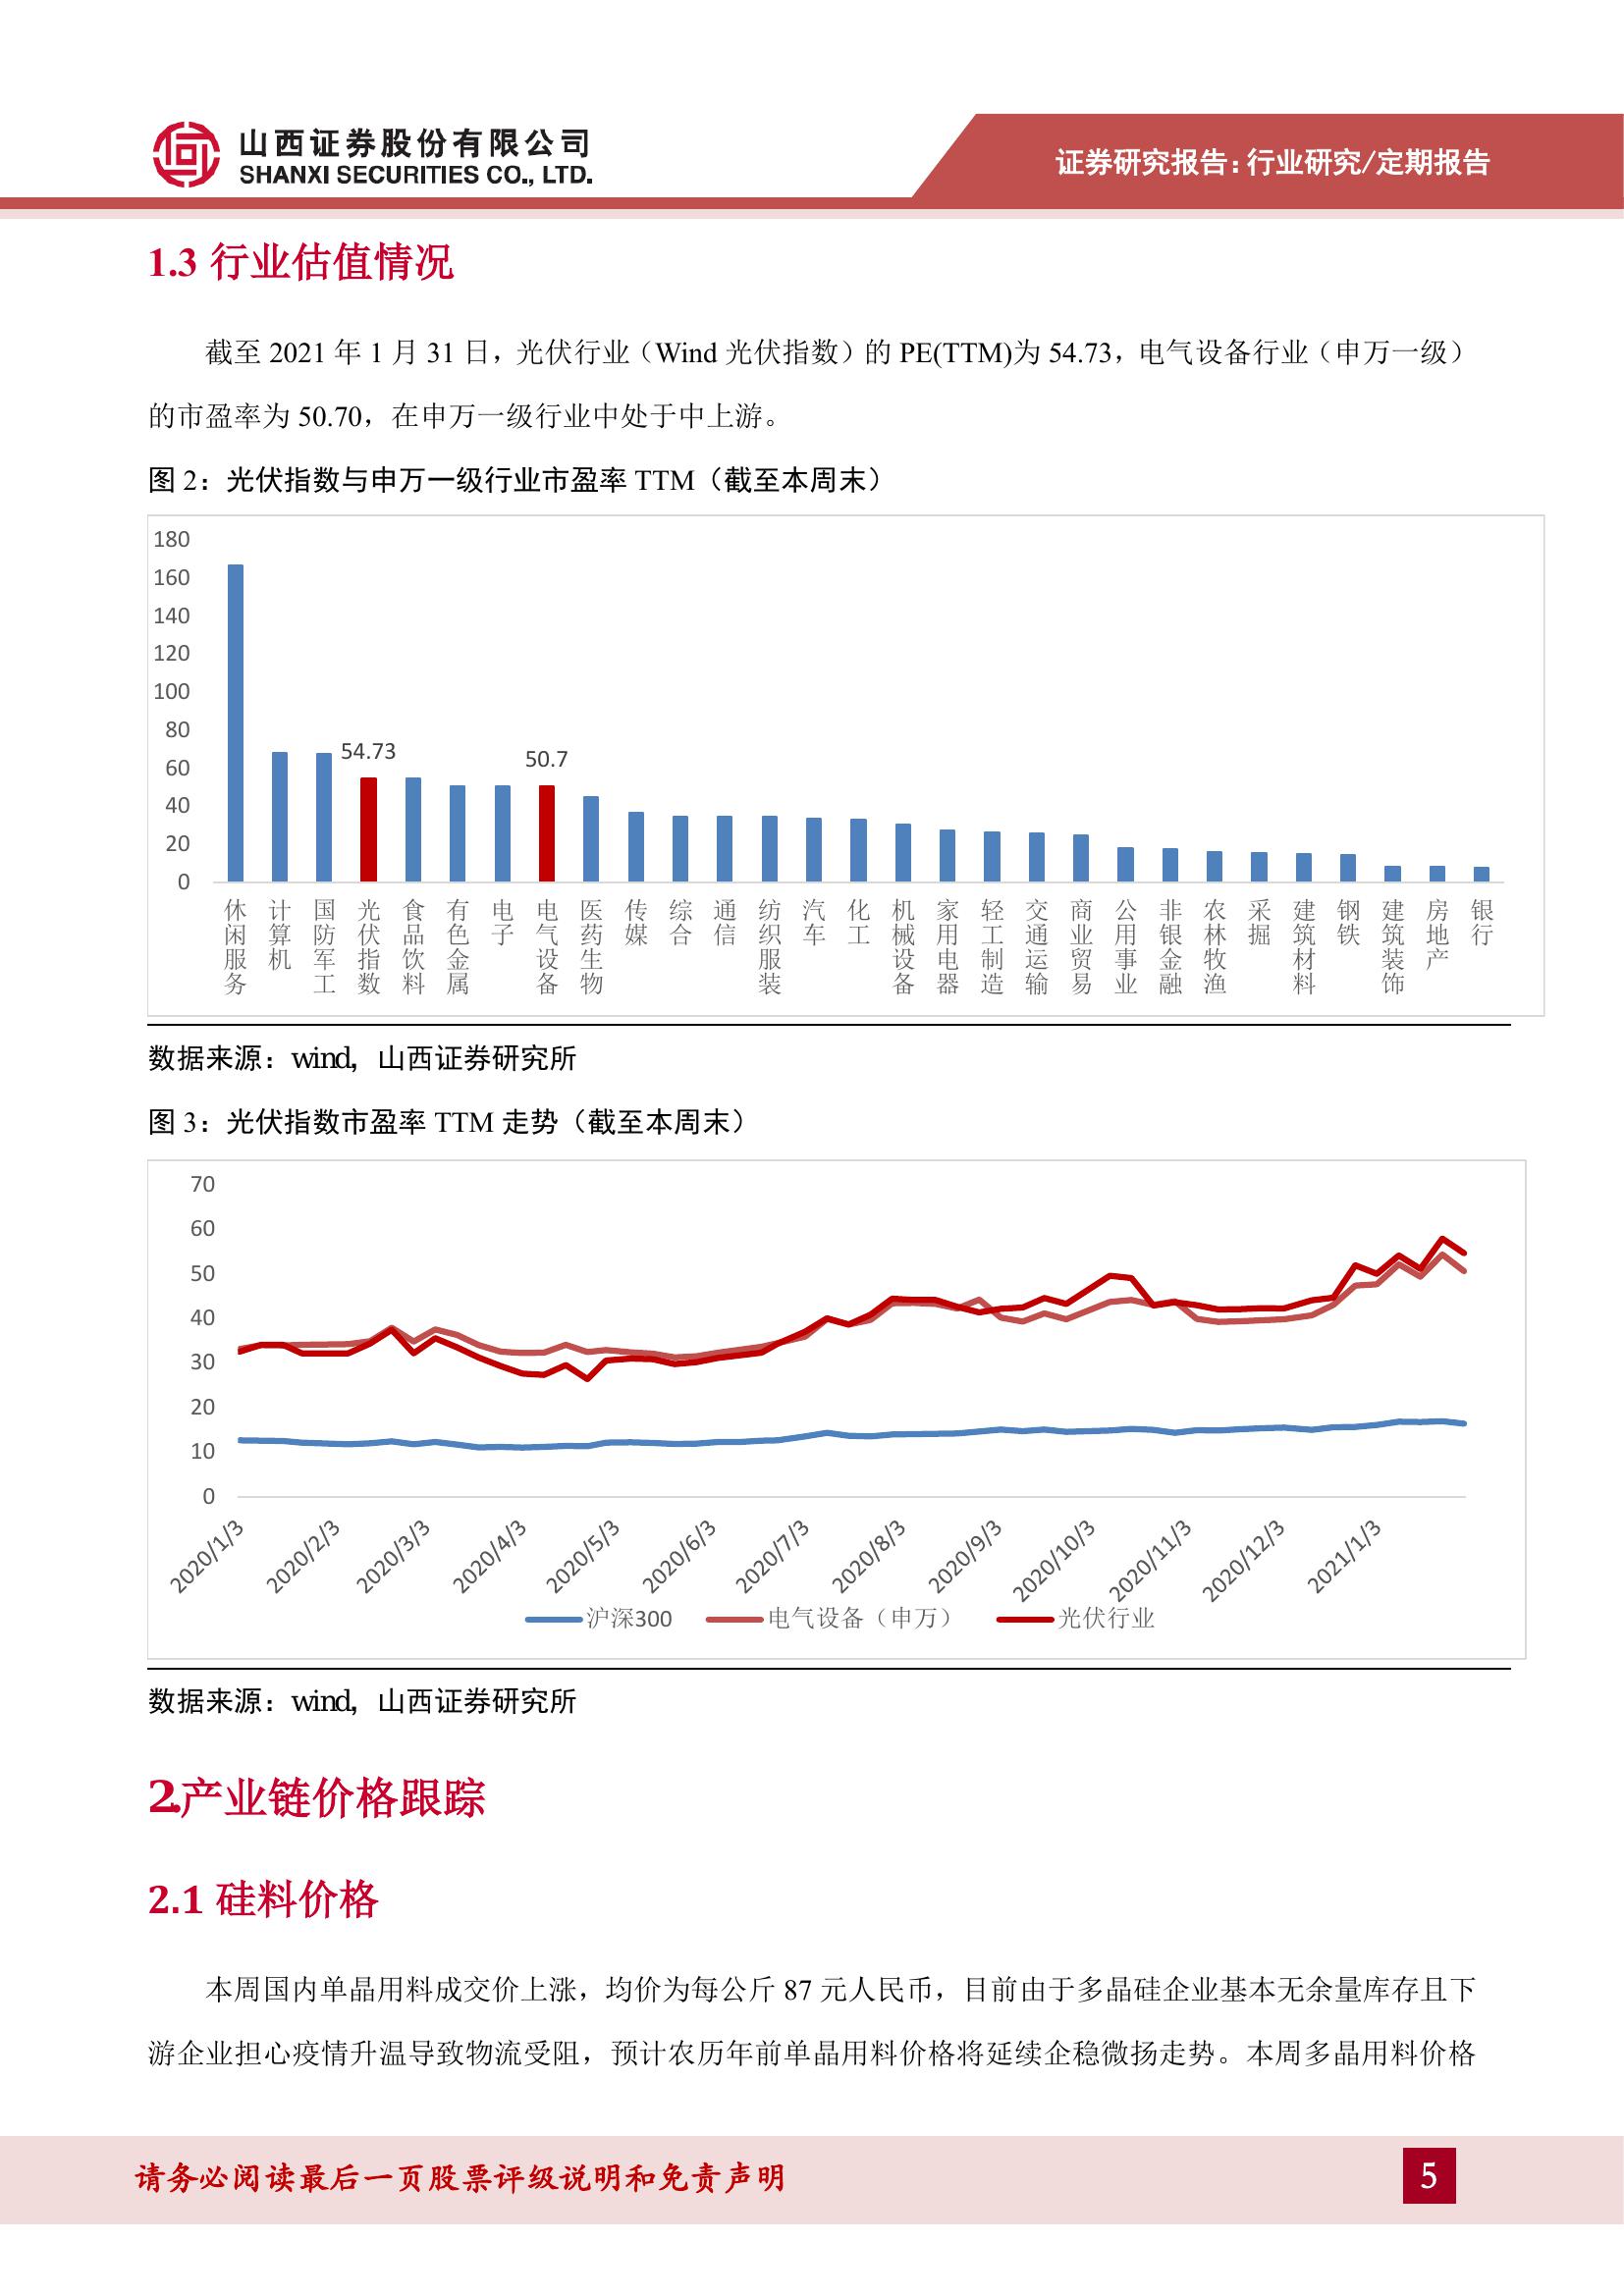 山西证券股份有限公司
SHANXI SECURITIES CO., LTD.
证券研究报告：行业研究/定期报告
1.3 行业估值情况
截至 2021 年 1 月 31 日，光伏行业（Wind 光伏指数）的 PE(TTM)为 54.73，电气设备行业（申万一级）
的市盈率为 50.70，在申万一级行业中处于中上游。
图 2：光伏指数与申万一级行业市盈率 TTM（截至本周末）
180
160
140
120
100
80
60
40
20
0
54.73
50.7
休闲服务
计算机
国防军工
光伏指数
食品饮料
有色金属
电子
电气设备
医药生物
传媒
综合
通信
纺织服装
汽车
化工
机械设备
家用电器
轻工制造
交通运输
商业贸易
公用事业
非银金融
农林牧渔
采掘
建筑材料
钢铁
建筑装饰
房地产
银行
数据来源：wind，山西证券研究所
图 3：光伏指数市盈率 TTM 走势（截至本周末）
70
60
50
40
30
20
10
0
2020/1/3
2020/2/3
2020/3/3
2020/4/3
2020/5/3
2020/6/3
2020/7/3
2020/8/3
2020/9/3
2020/10/3
2020/11/3
2020/12/3
2021/1/3
沪深300
电气设备（申万）
光伏行业
数据来源：wind，山西证券研究所
2.产业链价格跟踪
2.1 硅料价格
本周国内单晶用料成交价上涨，均价为每公斤 87 元人民币，目前由于多晶硅企业基本无余量库存且下
游企业担心疫情升温导致物流受阻，预计农历年前单晶用料价格将延续企稳微扬走势。本周多晶用料价格
请务必阅读最后一页股票评级说明和免责声明
5